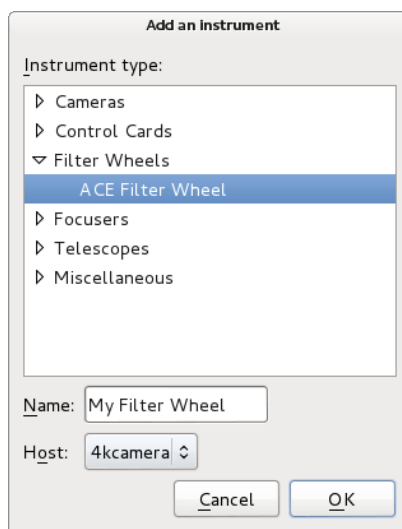 Add an instrument
Instrument type:
Cameras
Control Cards
Filter Wheels
ACE Filter Wheel
Focusers
Telescopes
Miscellaneous
Name: My Filter Wheel
Host: 4kcamera
Cancel OK